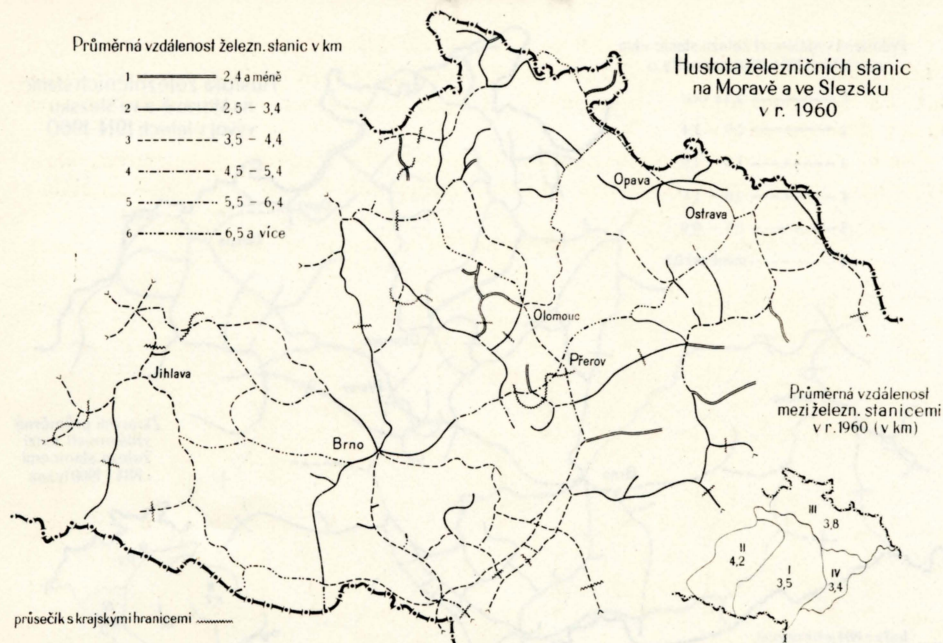 Průměrná vzdálenost železn. stanic v km
1 2,4 a méně
2 2,5 – 3,4
3 3,5 – 4,4
4 4,5 – 5,4
5 5,5 – 6,4
6 6,5 a více
Hustota železničních stanic
na Moravě a ve Slezsku
v r. 1960
Opava
Ostrava
Olomouc
Přerov
Jihlava
Brno
Průměrná vzdálenost
mezi železn. stanicemi
v r. 1960 (v km)
III
3,8
II
4,2
I
3,5
IV
3,4
průsečík s krajskými hranicemi